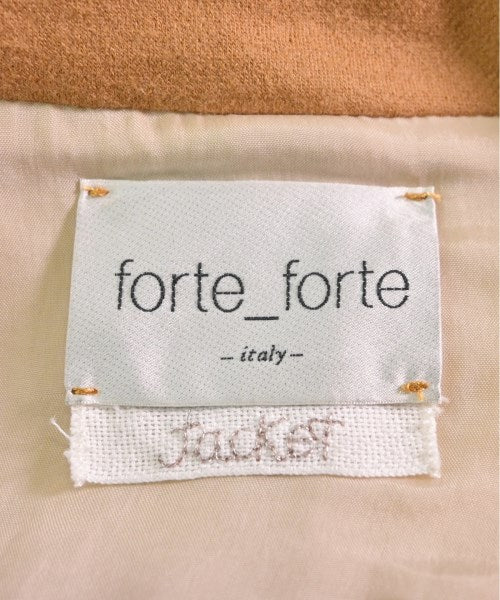 forte_forte
– italy –
JacKeT